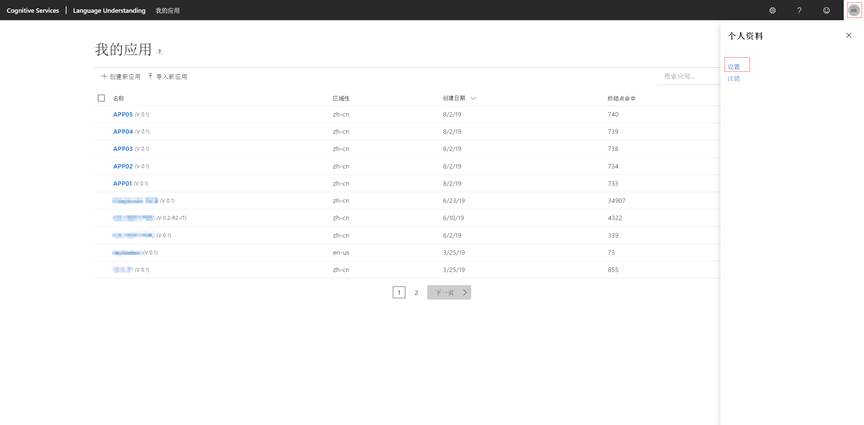 Cognitive Services | Language Understanding 我的应用 ?
个人资料
设置
注销
我的应用 ?
创建新应用 导入新应用 搜索应用...
名称 区域性 创建日期 终结点命中
APP05 (V 0.1) zh-cn 8/2/19 740
APP04 (V 0.1) zh-cn 8/2/19 739
APP03 (V 0.1) zh-cn 8/2/19 738
APP02 (V 0.1) zh-cn 8/2/19 734
APP01 (V 0.1) zh-cn 8/2/19 733
(V 0.1) zh-cn 6/23/19 34907
(V 0.2-R2-IT) zh-cn 6/10/19 4322
(V 0.1) zh-cn 6/2/19 339
(V 0.1) en-us 3/25/19 73
(V 0.1) zh-cn 3/25/19 855
1 2 下一页